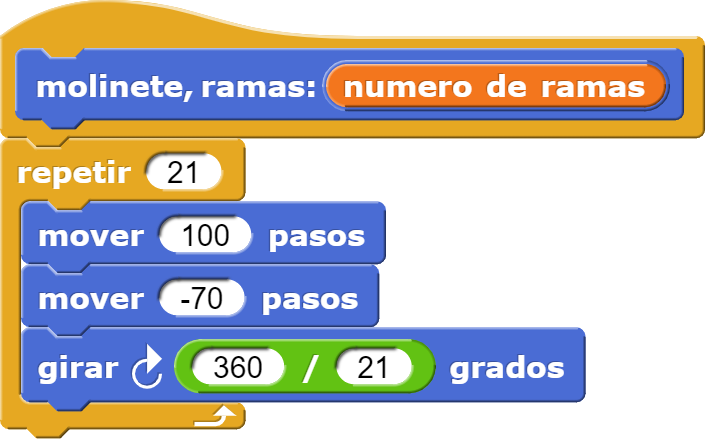 molinete, ramas: numero de ramas
repetir 21
mover 100 pasos
mover -70 pasos
girar 360 / 21 grados